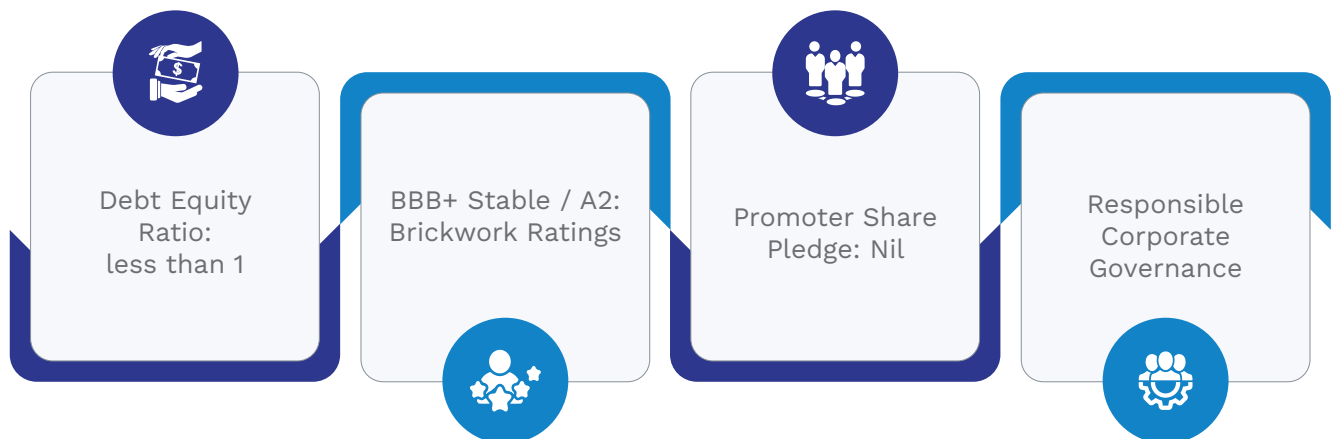 Debt Equity
Ratio:
less than 1
BBB+ Stable / A2:
Brickwork Ratings
Promoter Share
Pledge: Nil
Responsible
Corporate
Governance
$